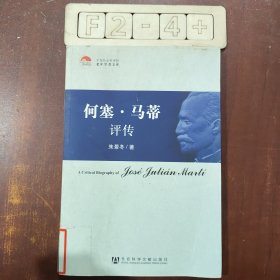 F2-4+
何塞·马蒂
评传
朱景冬/著
A Critical Biography of José Julián Martí
社会科学文献出版社